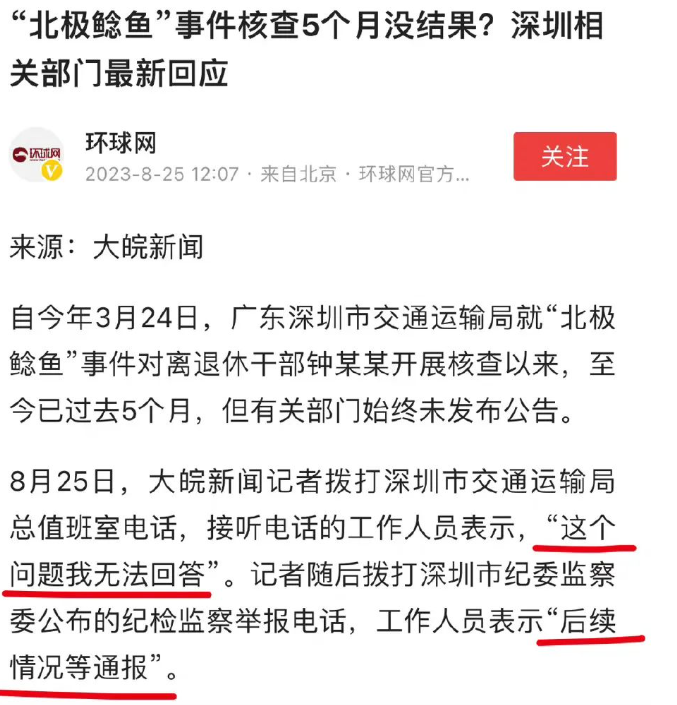 “北极鲶鱼”事件核查5个月没结果？深圳相
关部门最新回应
环球网
环球网
2023-8-25 12:07 · 来自北京 · 环球网官方...
关注
来源：大皖新闻
自今年3月24日，广东深圳市交通运输局就“北极
鲶鱼”事件对离退休干部钟某某开展核查以来，至
今已过去5个月，但有关部门始终未发布公告。
8月25日，大皖新闻记者拨打深圳市交通运输局
总值班室电话，接听电话的工作人员表示，“这个
问题我无法回答”。记者随后拨打深圳市纪委监察
委公布的纪检监察举报电话，工作人员表示“后续
情况等通报”。